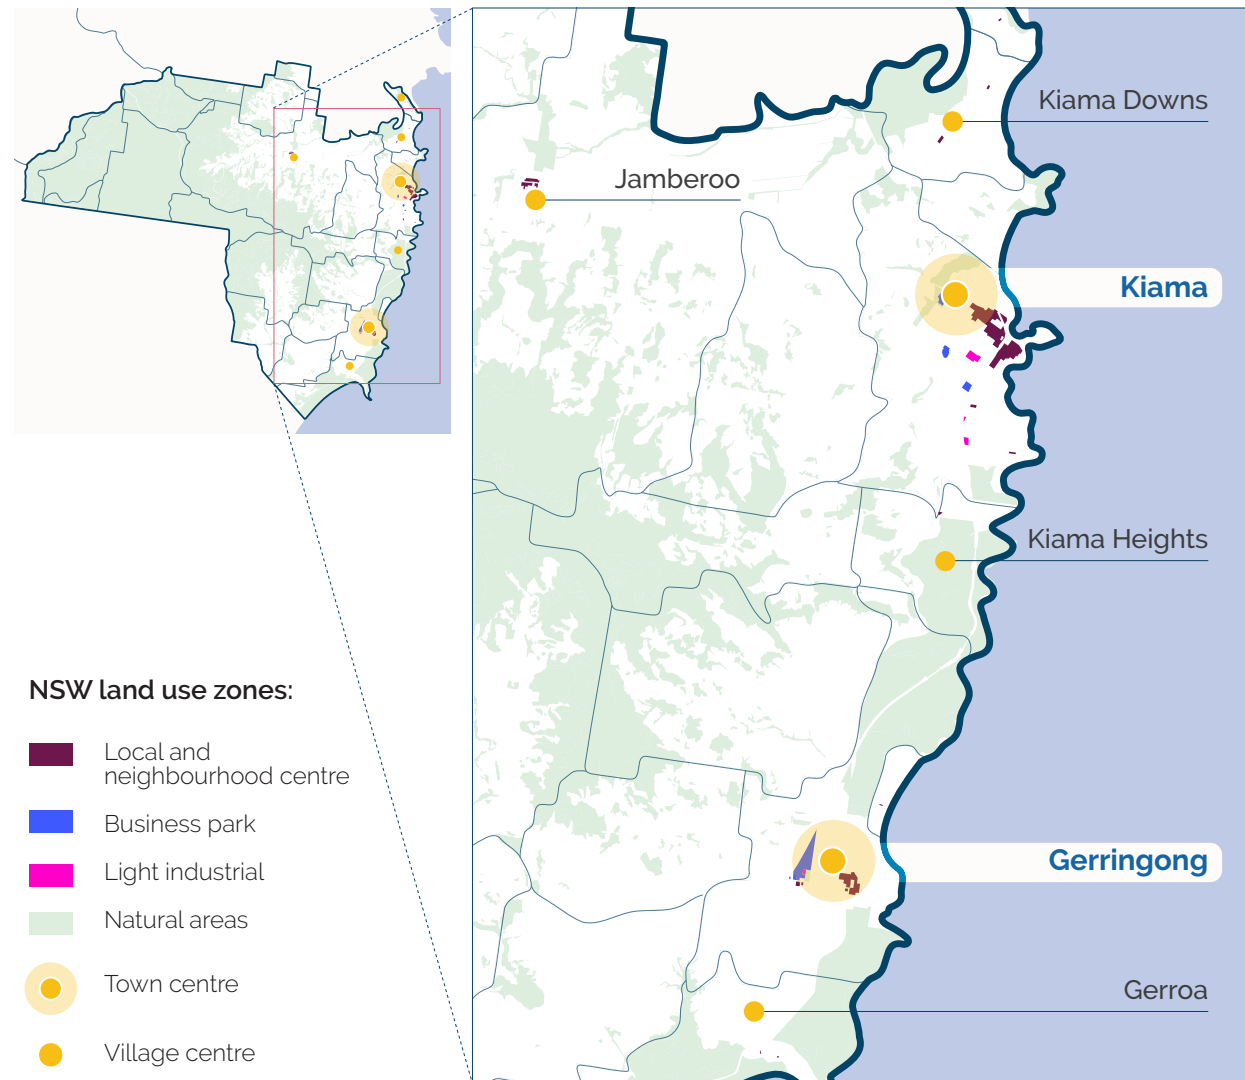 Kiama Downs
Jamberoo
Kiama
Kiama Heights
Gerringong
Gerroa
NSW land use zones:
Local and
neighbourhood centre
Business park
Light industrial
Natural areas
Town centre
Village centre